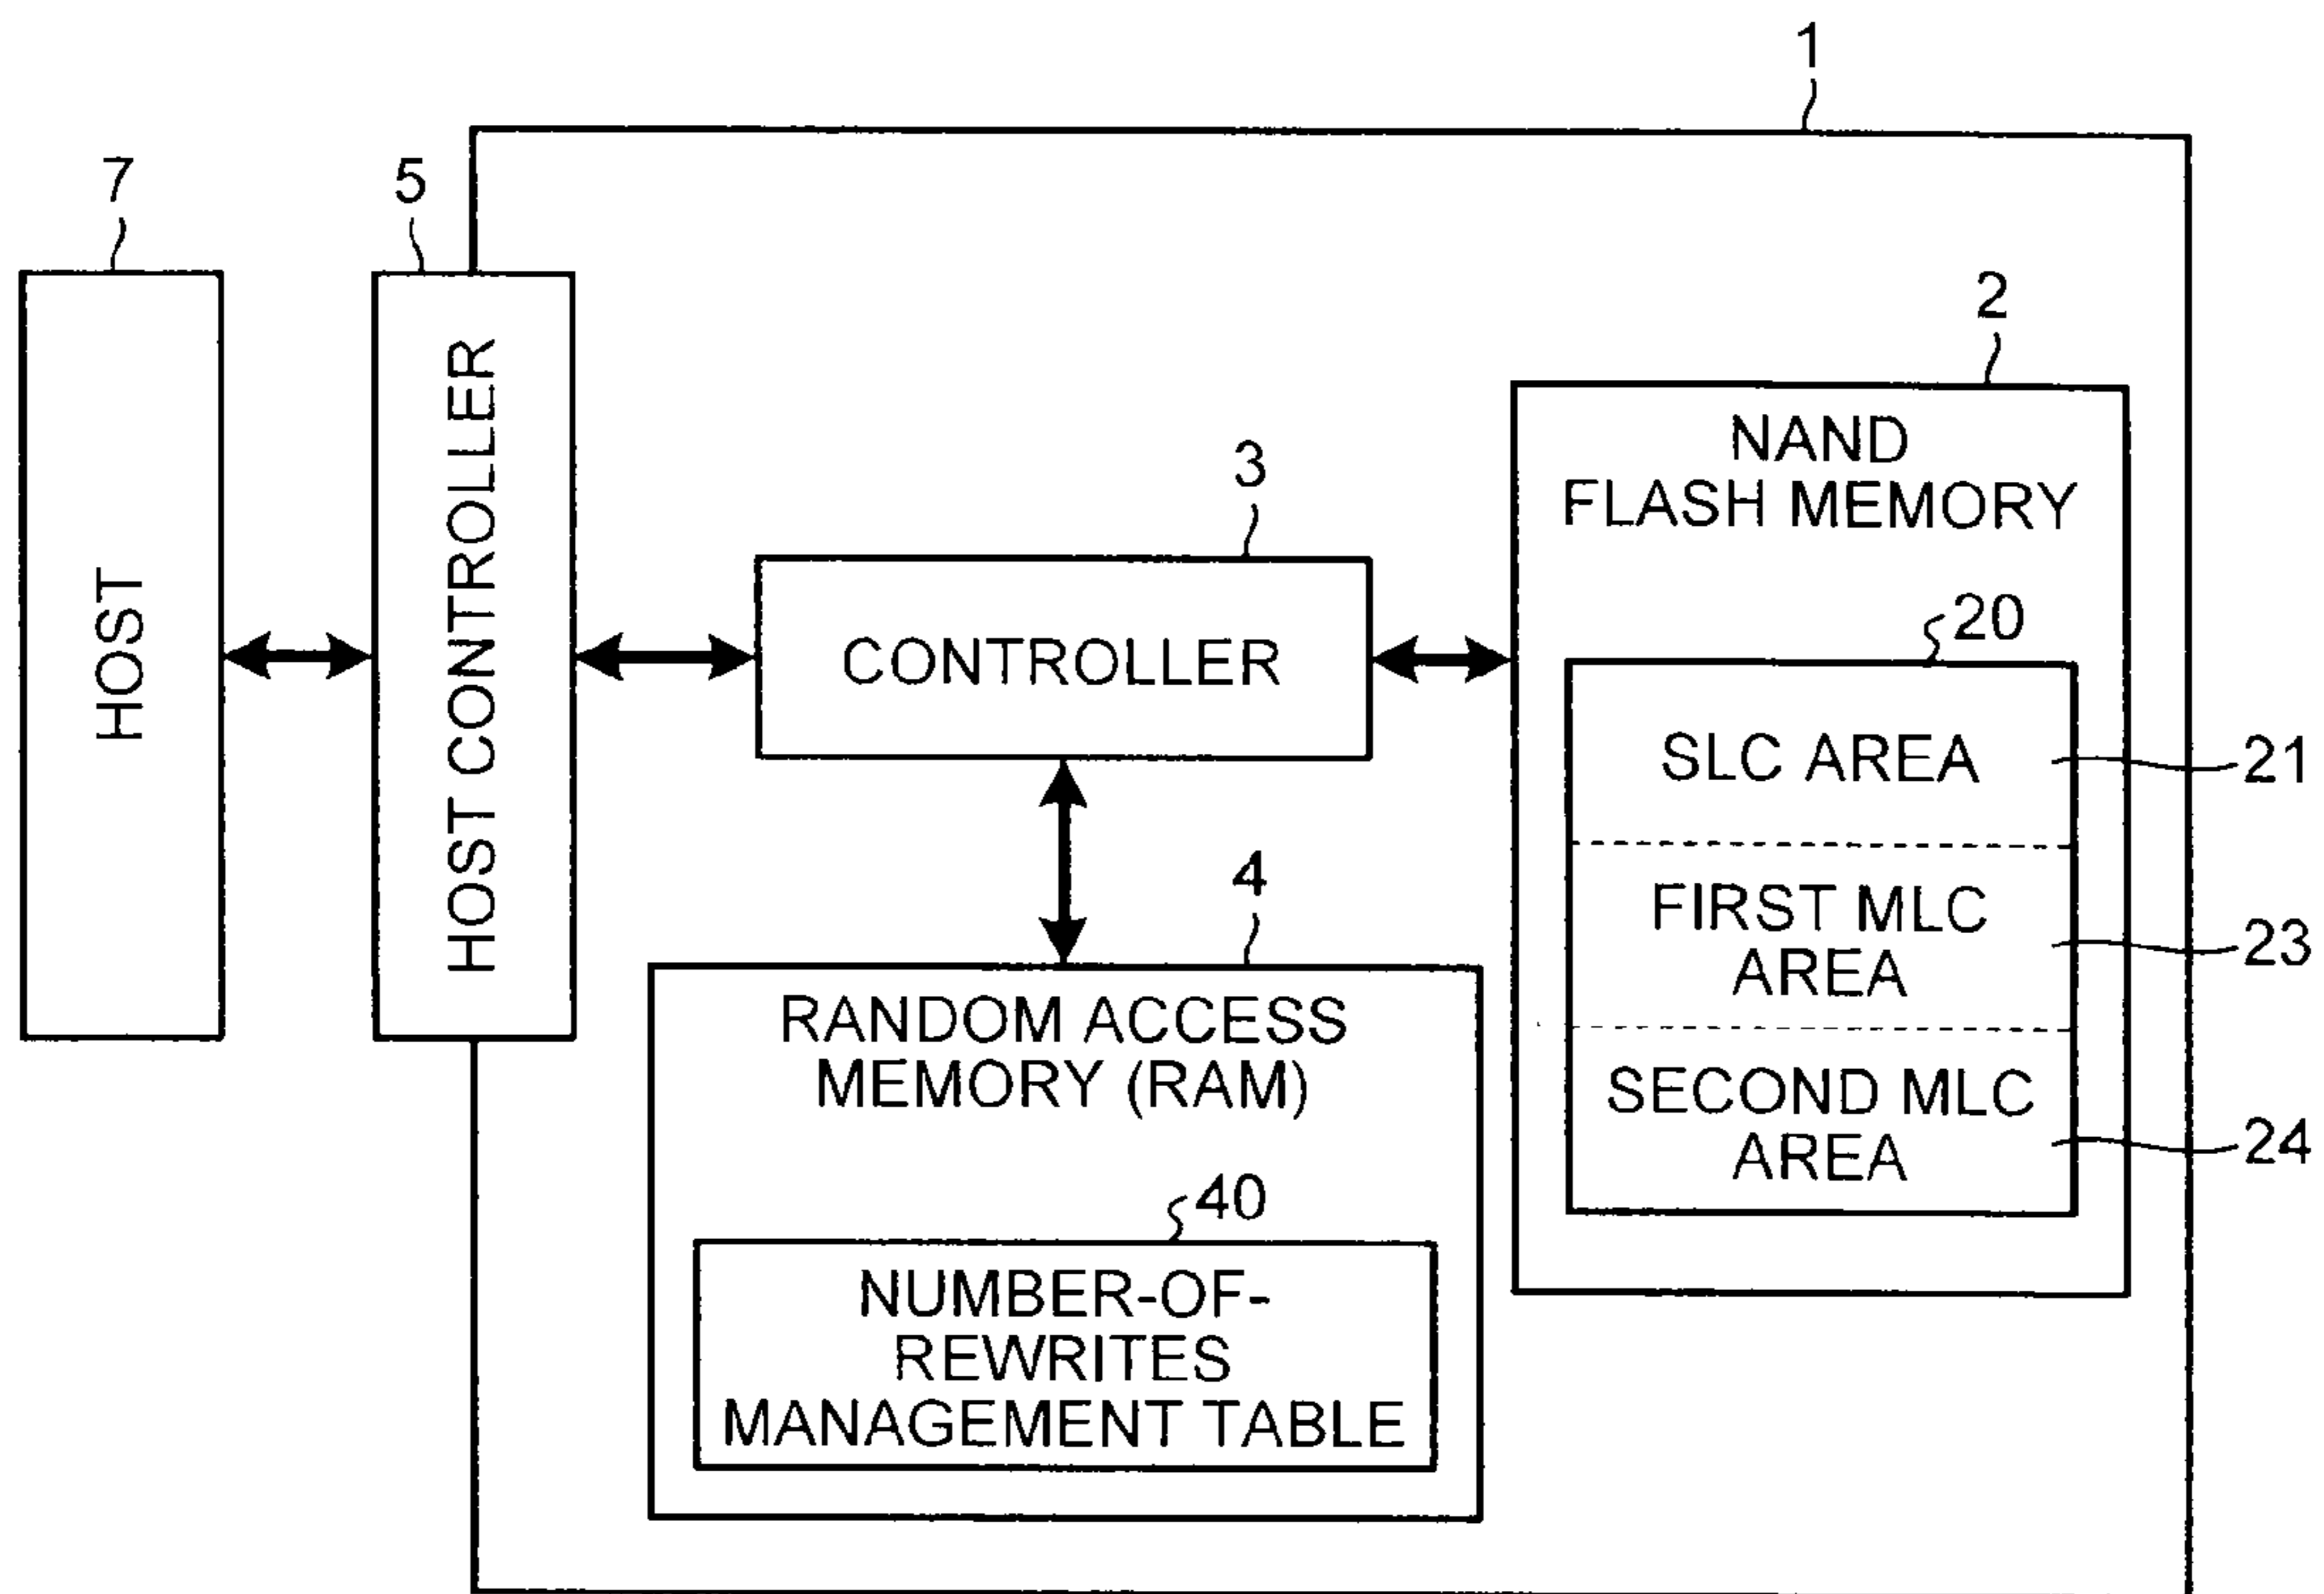 1
7
5
2
HOST
HOST CONTROLLER
3
CONTROLLER
NAND
FLASH MEMORY
20
SLC AREA
21
FIRST MLC
AREA
23
SECOND MLC
AREA
24
4
RANDOM ACCESS
MEMORY (RAM)
40
NUMBER-OF-
REWRITES
MANAGEMENT TABLE